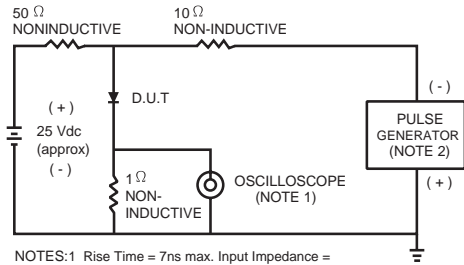 50 Ω
NONINDUCTIVE
10 Ω
NON-INDUCTIVE
( + )
25 Vdc
(approx)
( - )
D.U.T
1 Ω
NON-
INDUCTIVE
OSCILLOSCOPE
(NOTE 1)
( - )
PULSE
GENERATOR
(NOTE 2)
( + )
NOTES:1 Rise Time = 7ns max. Input Impedance =